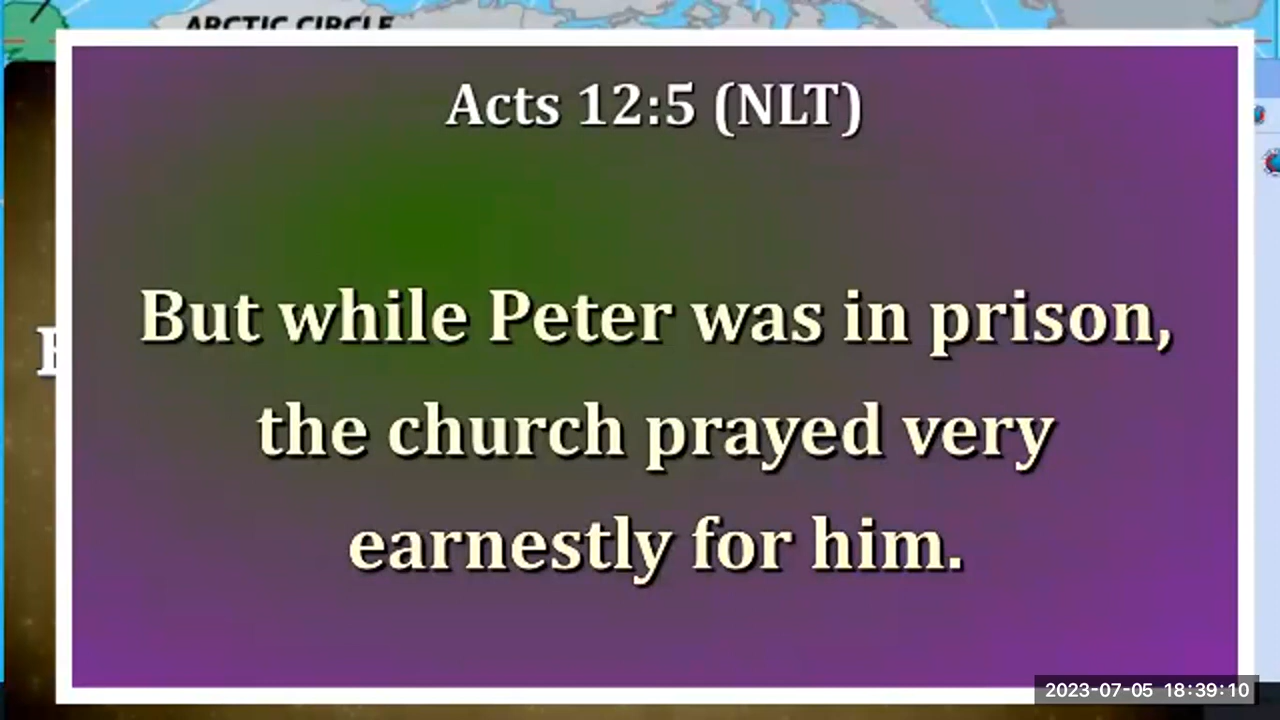 ARCTIC CIRCLE
Acts 12:5 (NLT)
But while Peter was in prison,
the church prayed very
earnestly for him.
2023-07-05 18:39:10